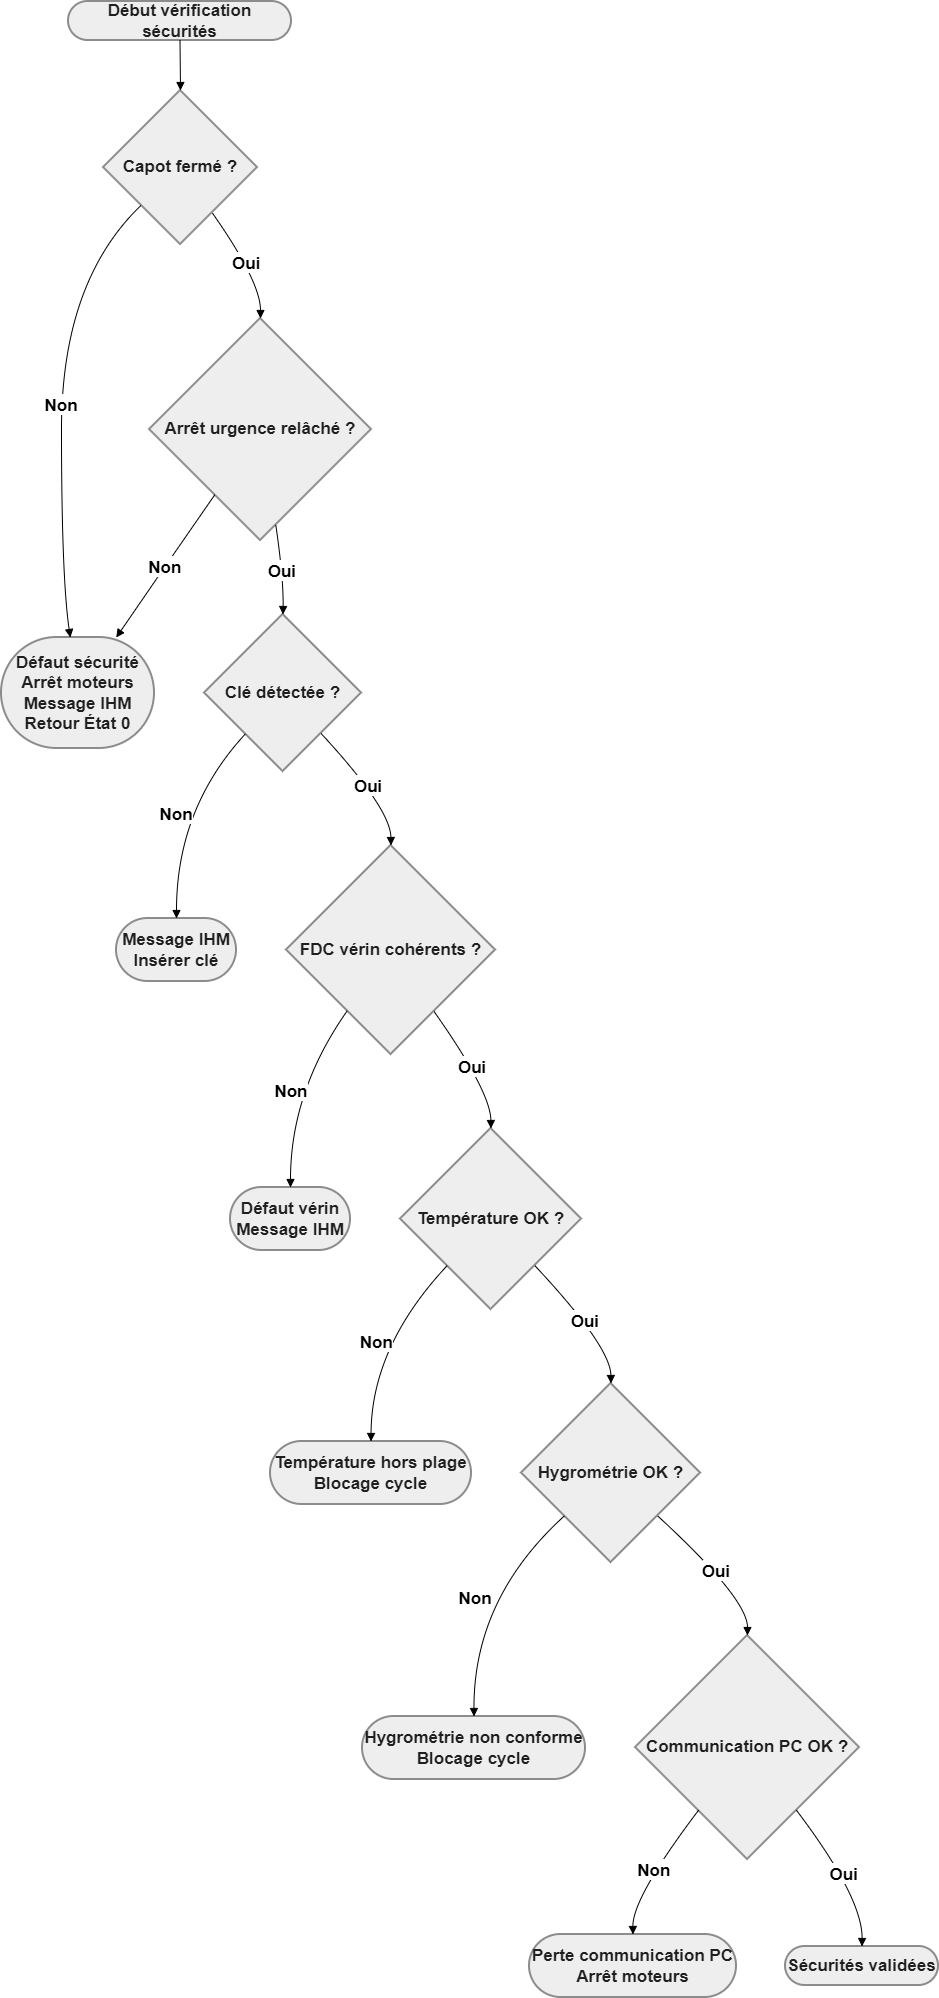 Début vérification
sécurités
Capot fermé ?
Oui
Non
Arrêt urgence relâché ?
Non
Oui
Défaut sécurité
Arrêt moteurs
Message IHM
Retour État 0
Clé détectée ?
Oui
Non
Message IHM
Insérer clé
FDC vérin cohérents ?
Oui
Non
Défaut vérin
Message IHM
Température OK ?
Oui
Non
Température hors plage
Blocage cycle
Hygrométrie OK ?
Oui
Non
Hygrométrie non conforme
Blocage cycle
Communication PC OK ?
Non
Oui
Perte communication PC
Arrêt moteurs
Sécurités validées